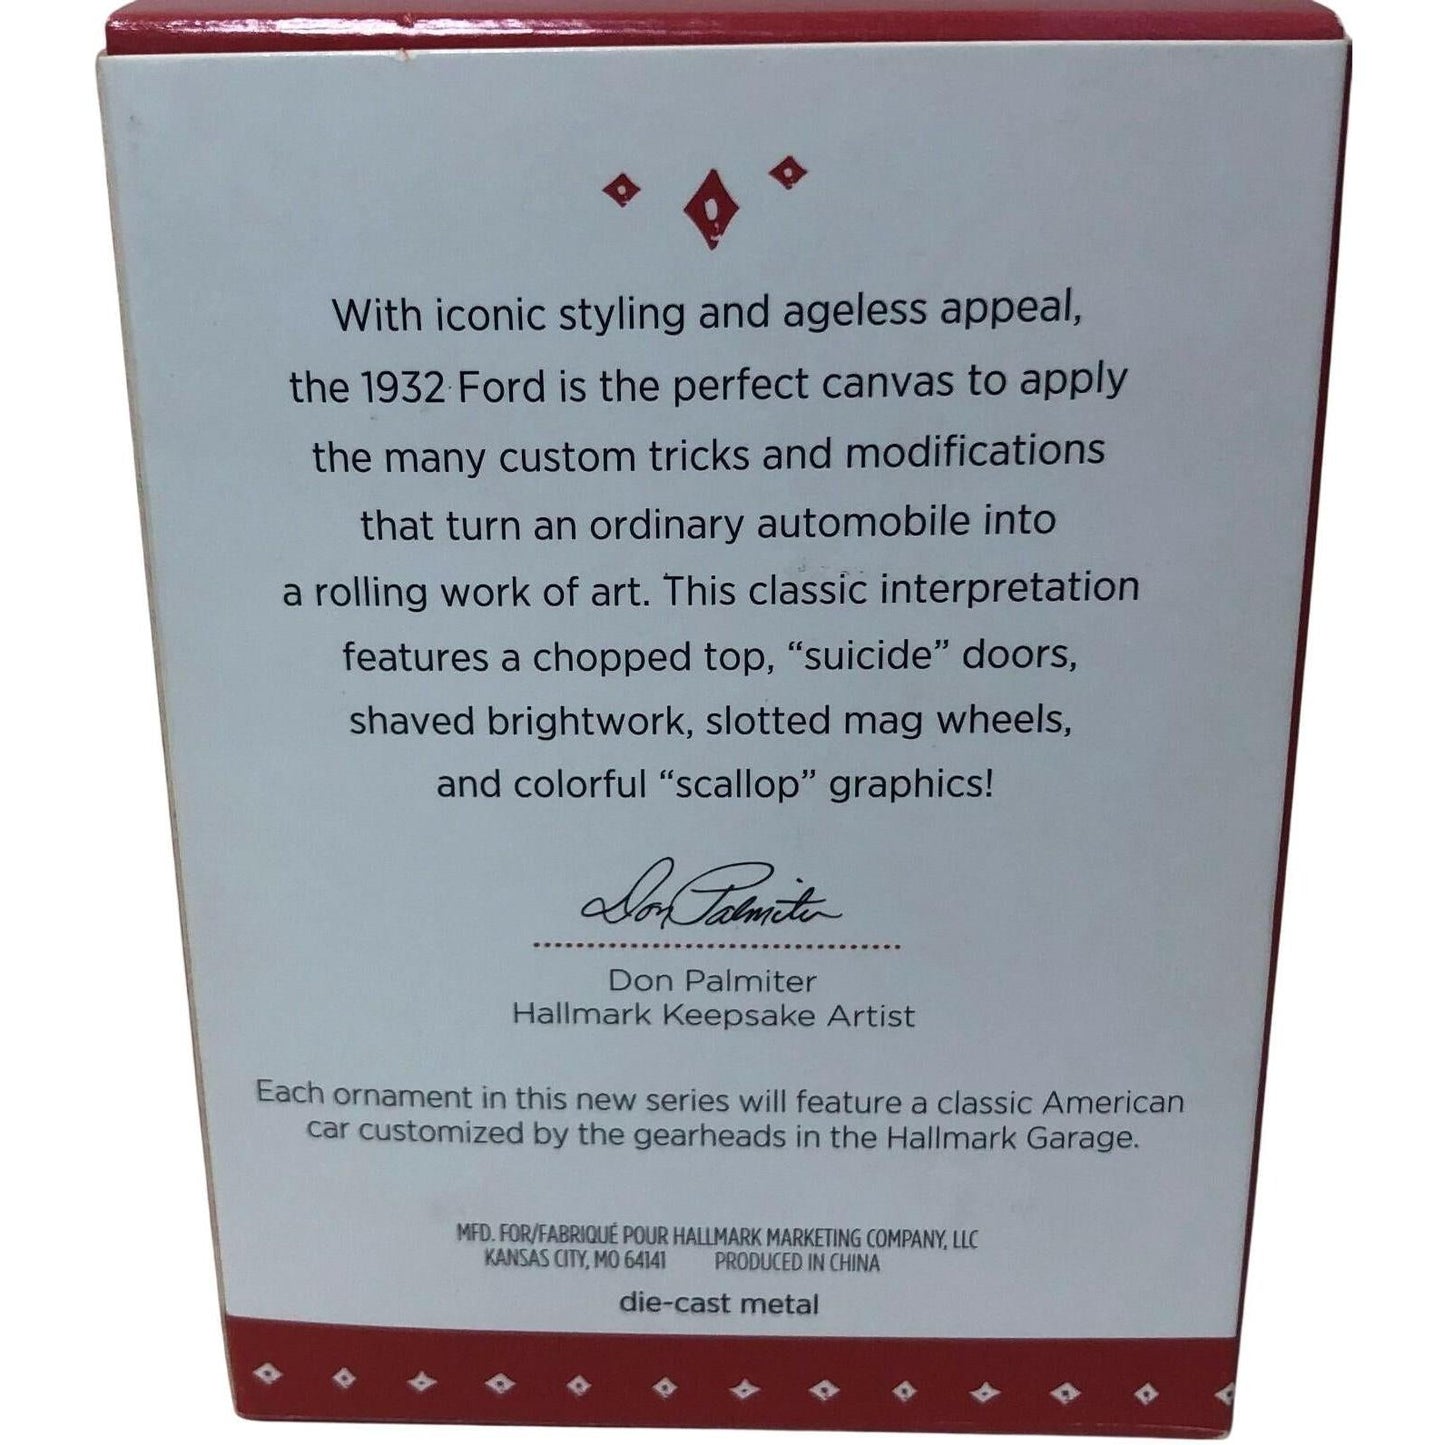 With iconic styling and ageless appeal,
the 1932 Ford is the perfect canvas to apply
the many custom tricks and modifications
that turn an ordinary automobile into
a rolling work of art. This classic interpretation
features a chopped top, “suicide” doors,
shaved brightwork, slotted mag wheels,
and colorful “scallop” graphics!
Don Palmiter
Don Palmiter
Hallmark Keepsake Artist
Each ornament in this new series will feature a classic American
car customized by the gearheads in the Hallmark Garage.
MFD. FOR/FABRIQUÉ POUR HALLMARK MARKETING COMPANY, LLC
KANSAS CITY, MO 64141 PRODUCED IN CHINA
die-cast metal